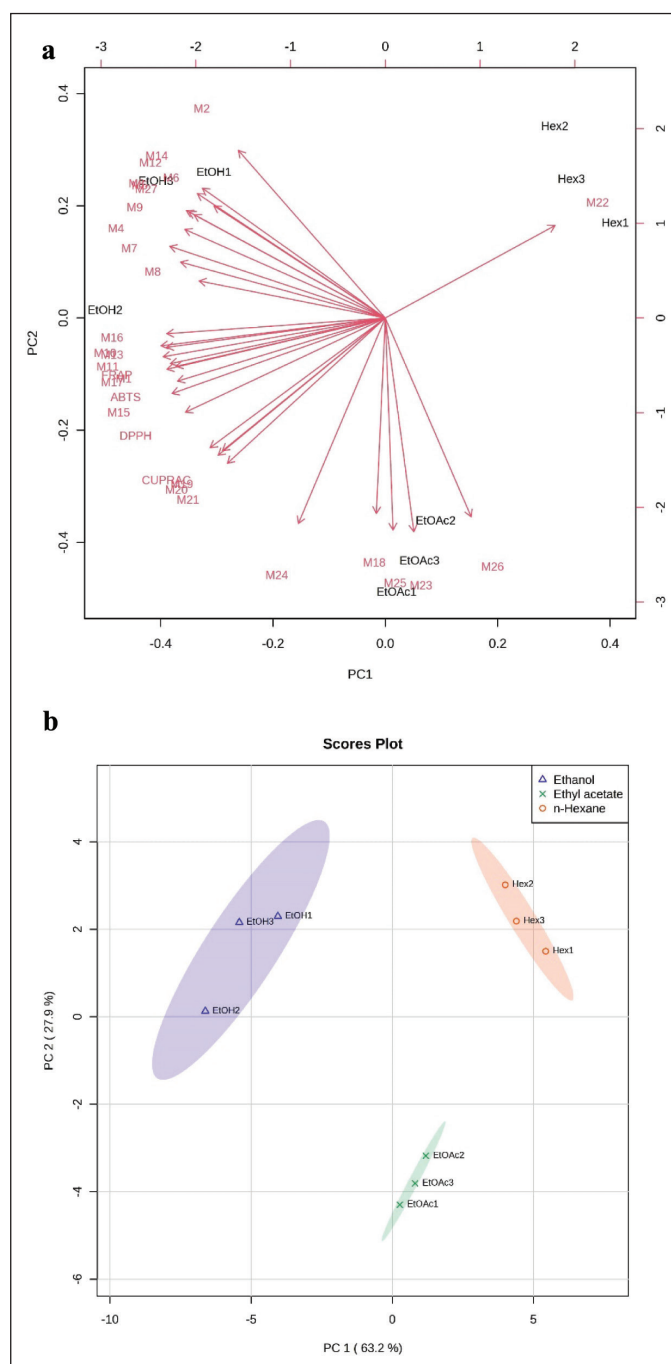 a
-3 -2 -1 0 1 2
M2
Hex2
M14
M12
EtOH1
M6
EtOH3
Hex3
M27
M22
M9
Hex1
M4
M7
M8
EtOH2
M16
M13
M11
FRAP
M17
ABTS
M15
DPPH
CUPRAC
M19
M20
M21
EtOAc2
EtOAc3
M18
M26
M24
M25 M23
EtOAc1
0.4
0.2
0.0
-0.2
-0.4
PC2
2
1
0
-1
-2
-3
-0.4 -0.2 0.0 0.2 0.4
PC1
b
Scores Plot
Ethanol
Ethyl acetate
n-Hexane
Hex2
Hex3
Hex1
EtOH3 EtOH1
EtOH2
EtOAc2
EtOAc3
EtOAc1
4
2
0
-2
-4
-6
PC 2 ( 27.9 %)
-10 -5 0 5
PC 1 ( 63.2 %)